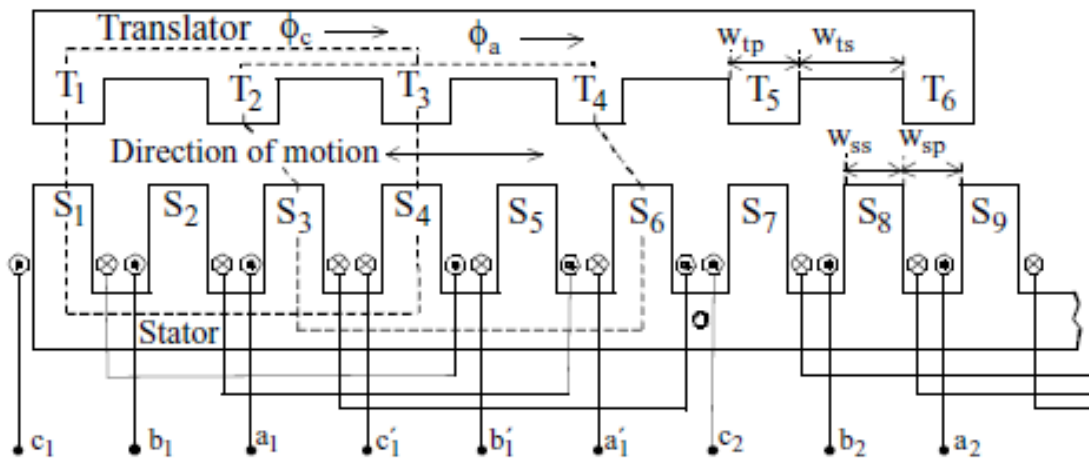 Translator ϕc ϕa wtp wts
T1 T2 T3 T4 T5 T6
Direction of motion wss wsp
S1 S2 S3 S4 S5 S6 S7 S8 S9
Stator
c1 b1 a1 c′1 b′1 a′1 c2 b2 a2